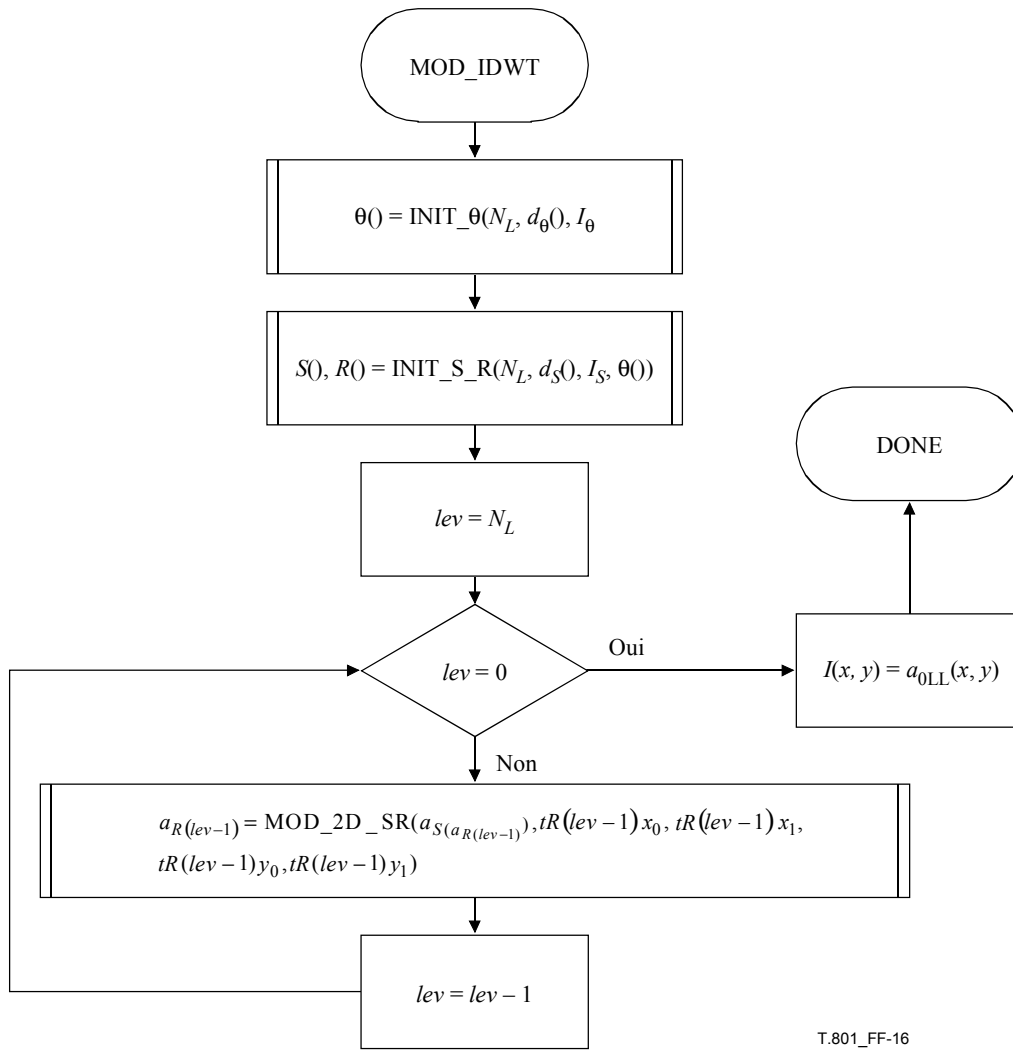 MOD_IDWT
θ() = INIT_θ(N_L, d_θ(), I_θ
S(), R() = INIT_S_R(N_L, d_S(), I_S, θ())
lev = N_L
lev = 0
Oui
Non
I(x, y) = a_0LL(x, y)
DONE
a_R(lev−1) = MOD_2D_SR(a_S(a_R(lev−1)),tR(lev−1)x_0, tR(lev−1)x_1,
tR(lev−1)y_0,tR(lev−1)y_1)
lev = lev – 1
T.801_FF-16